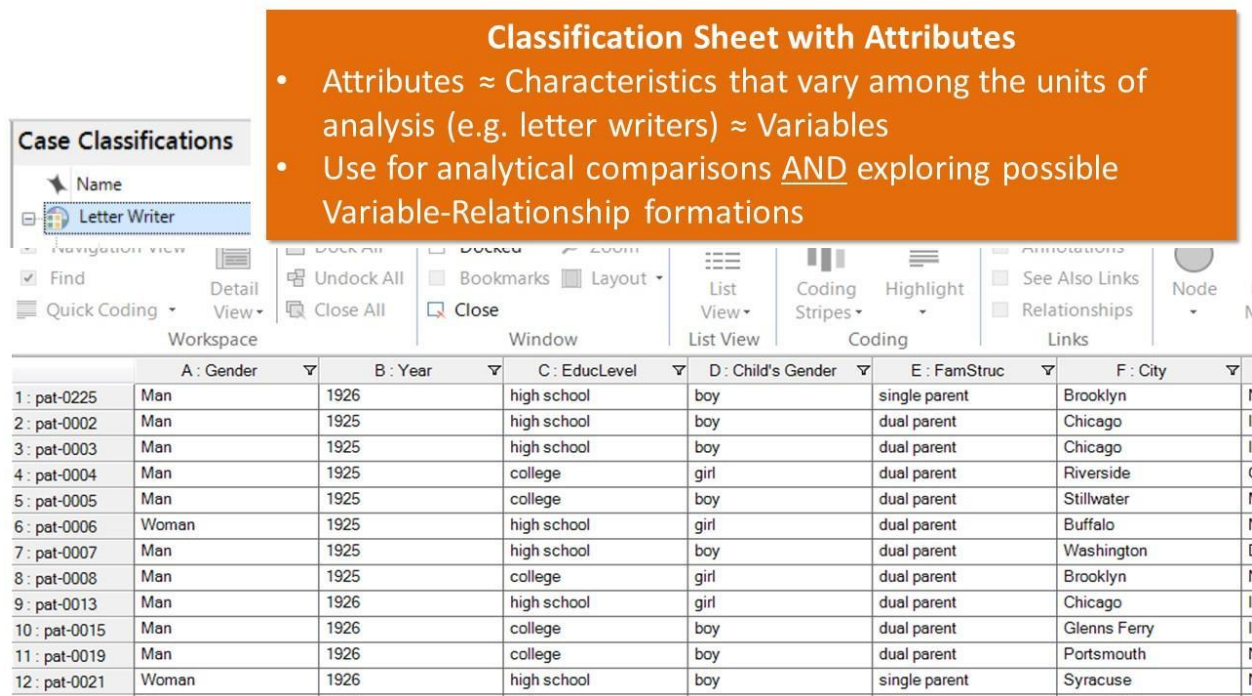 Classification Sheet with Attributes
• Attributes ≈ Characteristics that vary among the units of
analysis (e.g. letter writers) ≈ Variables
• Use for analytical comparisons AND exploring possible
Variable-Relationship formations
Case Classifications
Name
Letter Writer
Navigation View Dock All Docked Zoom Annotations
Find Undock All Bookmarks Layout See Also Links
Quick Coding Detail View Close All Close List View Coding Stripes Highlight Relationships Node
Workspace Window List View Coding Links
A : Gender B : Year C : EducLevel D : Child's Gender E : FamStruc F : City
1 : pat-0225 Man 1926 high school boy single parent Brooklyn
2 : pat-0002 Man 1925 high school boy dual parent Chicago
3 : pat-0003 Man 1925 high school boy dual parent Chicago
4 : pat-0004 Man 1925 college girl dual parent Riverside
5 : pat-0005 Man 1925 college boy dual parent Stillwater
6 : pat-0006 Woman 1925 high school girl dual parent Buffalo
7 : pat-0007 Man 1925 high school boy dual parent Washington
8 : pat-0008 Man 1925 college girl dual parent Brooklyn
9 : pat-0013 Man 1926 high school girl dual parent Chicago
10 : pat-0015 Man 1926 college boy dual parent Glenns Ferry
11 : pat-0019 Man 1926 college boy dual parent Portsmouth
12 : pat-0021 Woman 1926 high school boy single parent Syracuse